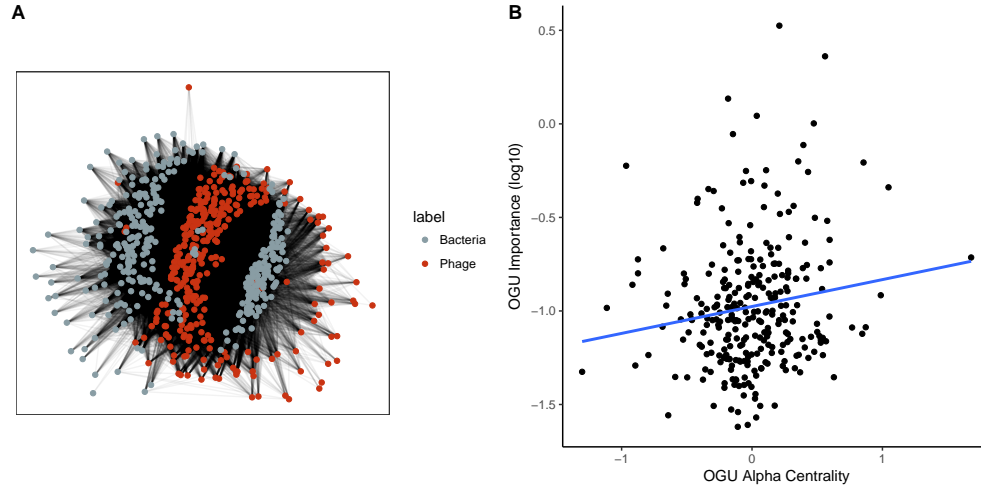 A
label
Bacteria
Phage
B
OGU Importance (log10)
0.5
0.0
−0.5
−1.0
−1.5
−1
0
1
OGU Alpha Centrality